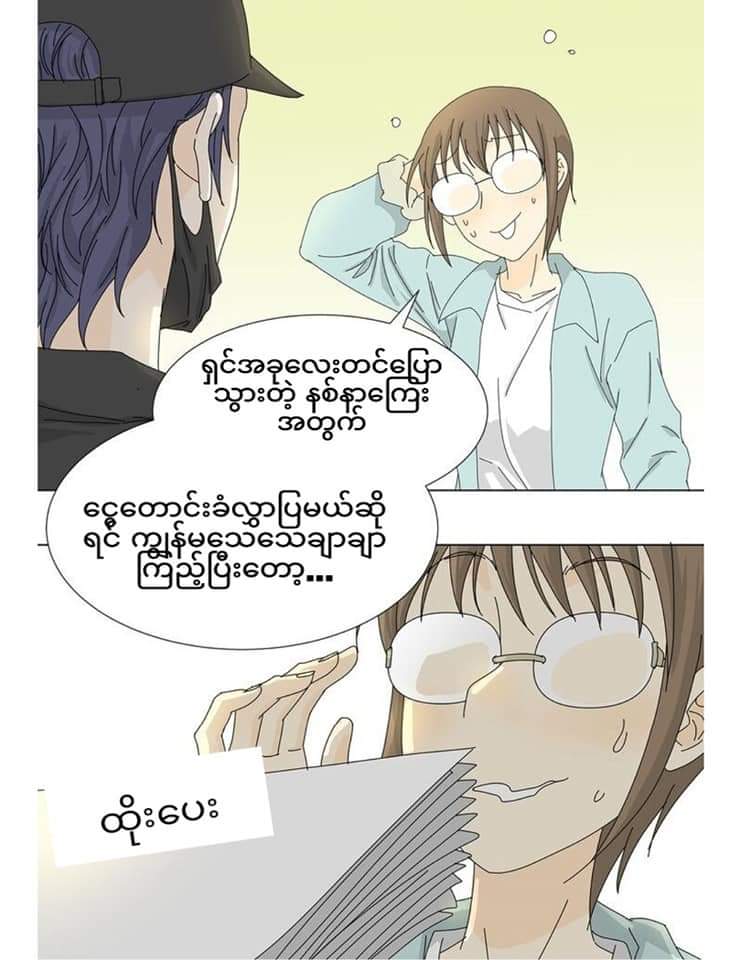 ရှင်အခုလေးတင်ပြော
သွားတဲ့ နစ်နာကြေး
အတွက်
ငွေတောင်းခံလွှာပြမယ်ဆို
ရင် ကျွန်မသေသေချာချာ
ကြည့်ပြီးတော့...
ထိုးပေး